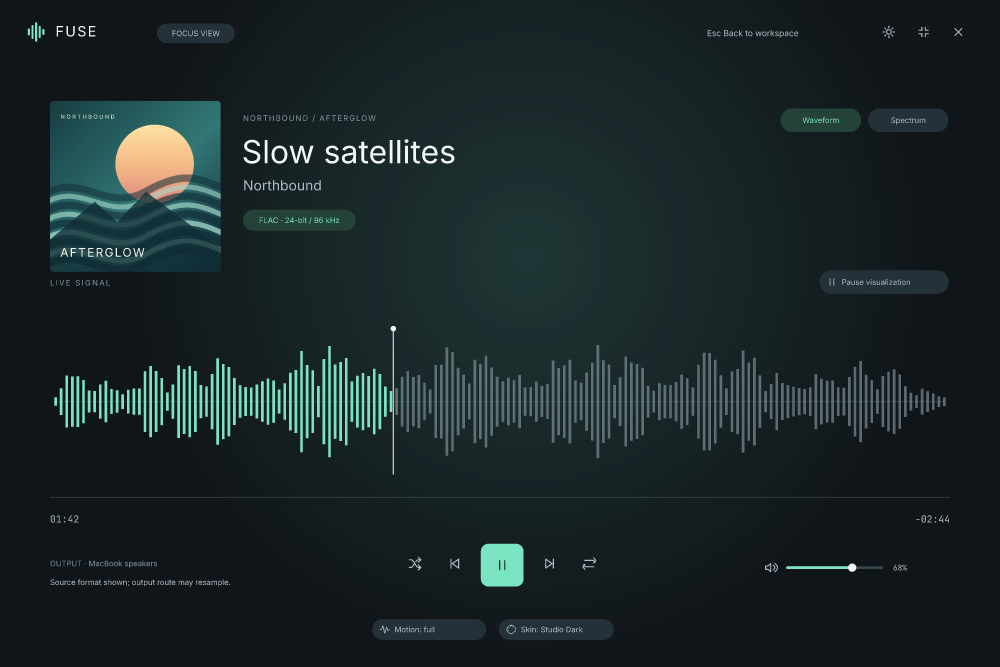 FUSE
FOCUS VIEW
Esc Back to workspace
NORTHBOUND
AFTERGLOW
NORTHBOUND / AFTERGLOW
Slow satellites
Northbound
FLAC · 24-bit / 96 kHz
Waveform
Spectrum
LIVE SIGNAL
Pause visualization
01:42
-02:44
OUTPUT · MacBook speakers
Source format shown; output route may resample.
68%
Motion: full
Skin: Studio Dark